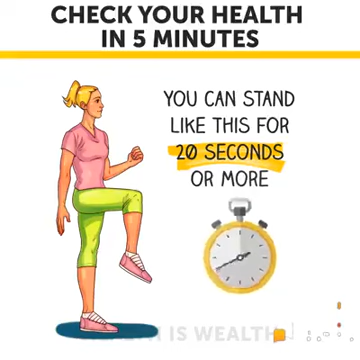 CHECK YOUR HEALTH
IN 5 MINUTES
YOU CAN STAND
LIKE THIS FOR
20 SECONDS
OR MORE
IS WEALTH